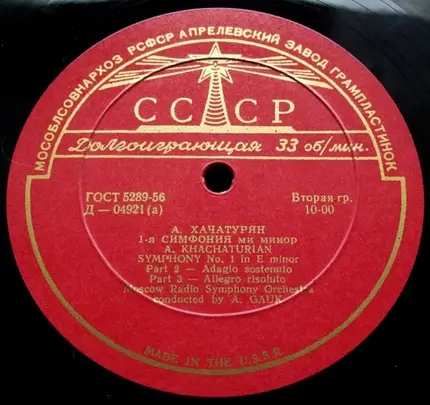 МОСОБЛСОВНАРХОЗ РСФСР АПРЕЛЕВСКИЙ ЗАВОД ГРАМПЛАСТИНОК
СССР
Долгоиграющая 33 об/мин.
ГОСТ 5289-56
Д — 04921 (а)
Вторая гр.
10-00
А. ХАЧАТУРЯН
1-я СИМФОНИЯ ми минор
A. KHACHATURIAN
SYMPHONY No. 1 in E minor
Part 2 — Adagio sostenuto
Part 3 — Allegro risoluto
Moscow Radio Symphony Orchestra
conducted by A. GAUK
MADE IN THE U.S.S.R.